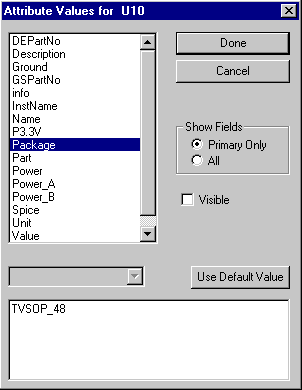 Attribute Values for U10
DEPartNo
Description
Ground
GSPartNo
info
InstName
Name
P3.3V
Package
Part
Power
Power_A
Power_B
Spice
Unit
Value
Done
Cancel
Show Fields
Primary Only
All
Visible
Use Default Value
TVSOP_48